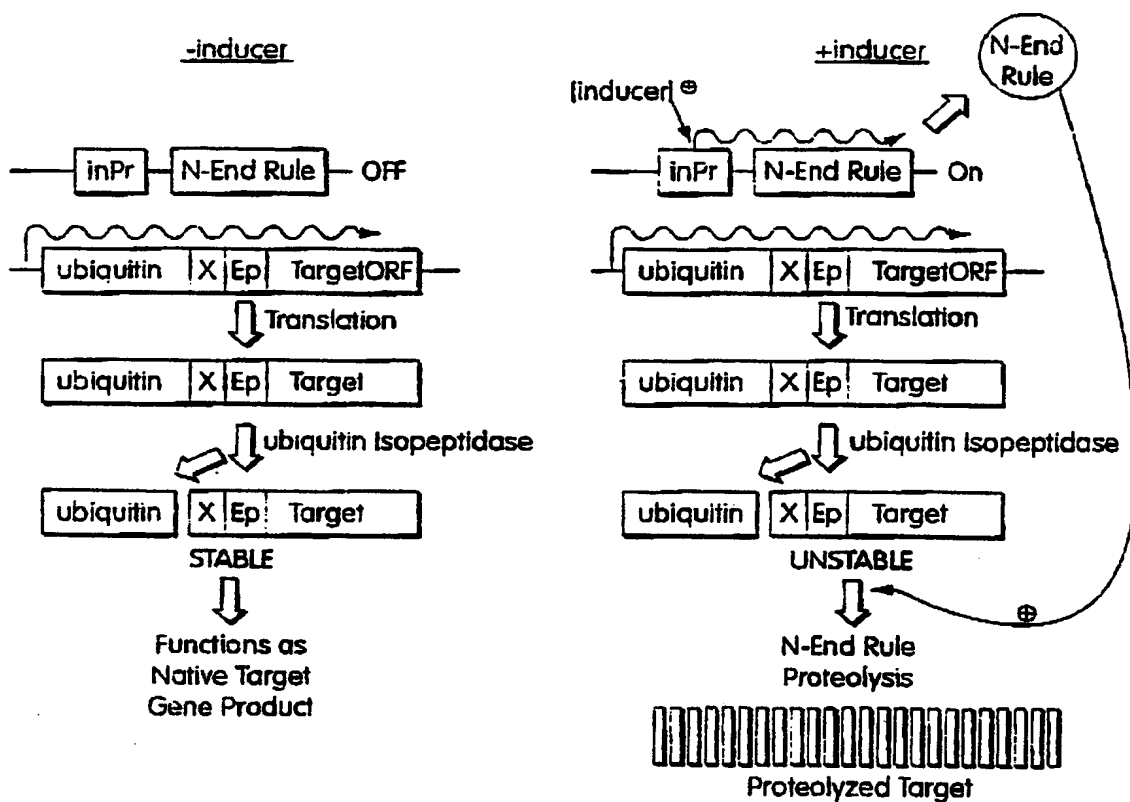 -inducer
inPr N-End Rule OFF
ubiquitin X Ep TargetORF
Translation
ubiquitin X Ep Target
ubiquitin Isopeptidase
ubiquitin X Ep Target
STABLE
Functions as
Native Target
Gene Product
+inducer
N-End
Rule
[inducer] ⊕
inPr N-End Rule On
ubiquitin X Ep TargetORF
Translation
ubiquitin X Ep Target
ubiquitin Isopeptidase
ubiquitin X Ep Target
UNSTABLE
⊕
N-End Rule
Proteolysis
Proteolyzed Target